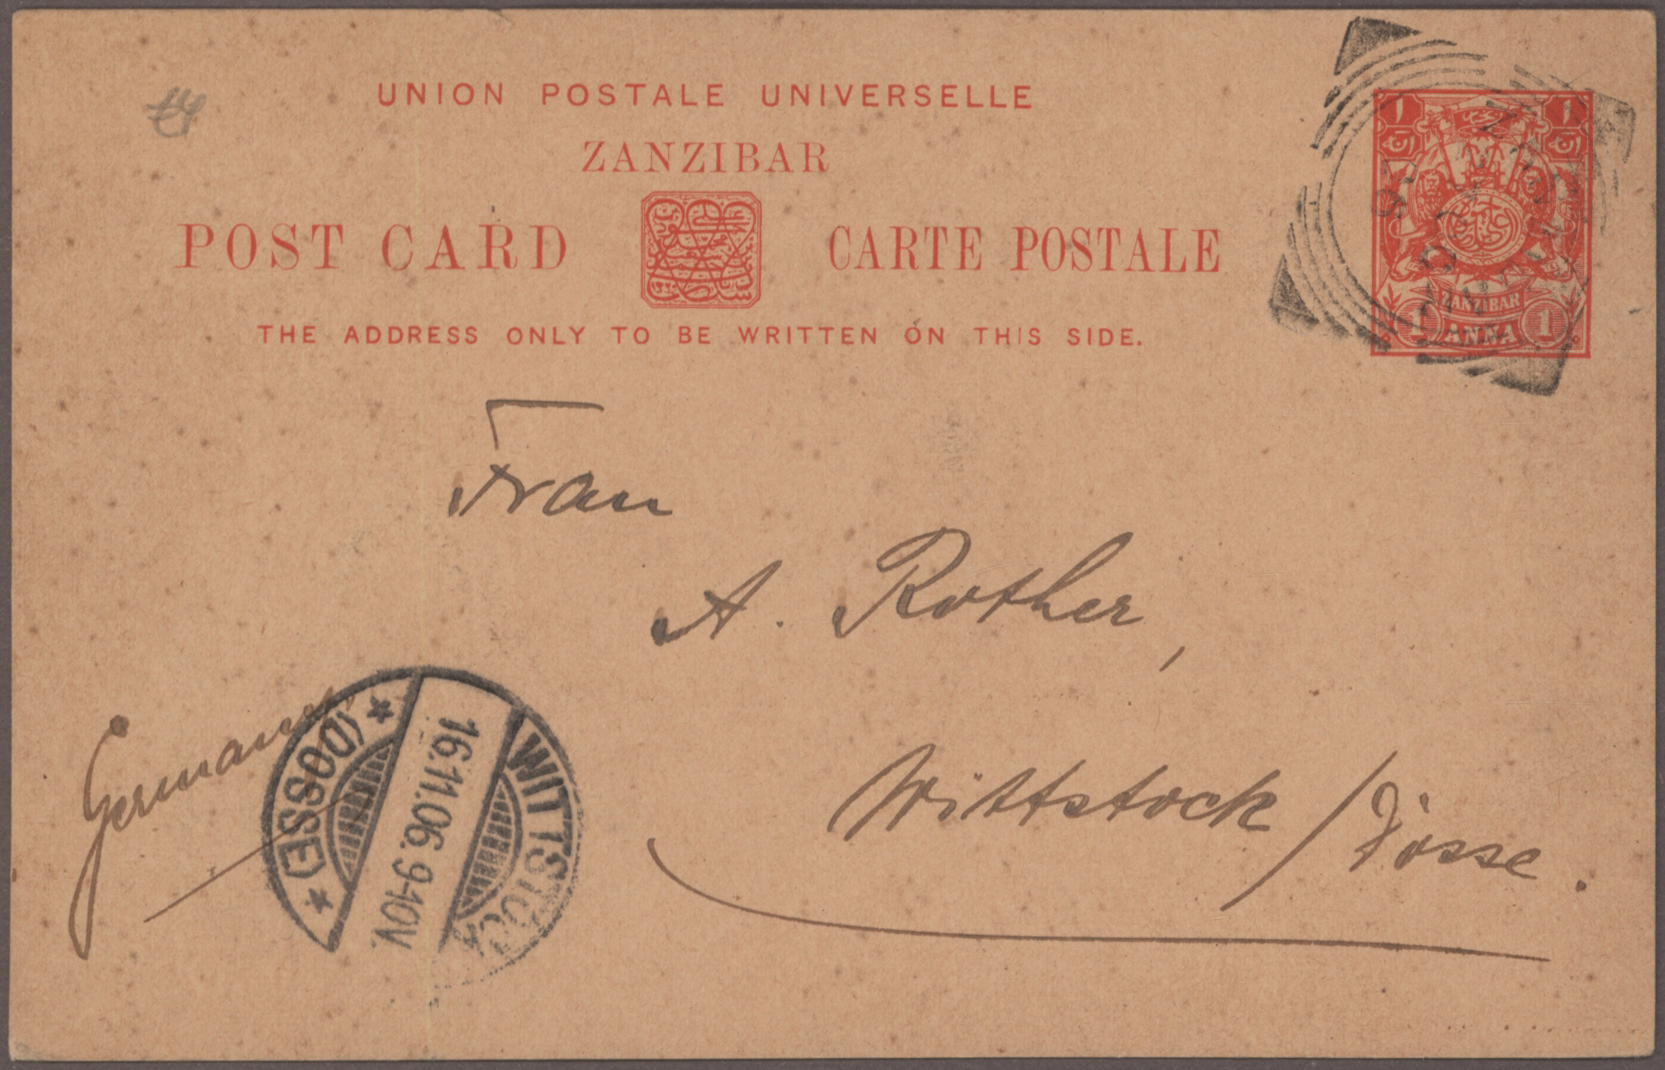 UNION POSTALE UNIVERSELLE
ZANZIBAR
POST CARD CARTE POSTALE
THE ADDRESS ONLY TO BE WRITTEN ON THIS SIDE.
ZANZIBAR
1 ANNA 1
Frau
A. Rother,
Wittstock / Dosse.
Germany
WITTSTOCK
16.11.06.9-10V.
* (DOSSE) *